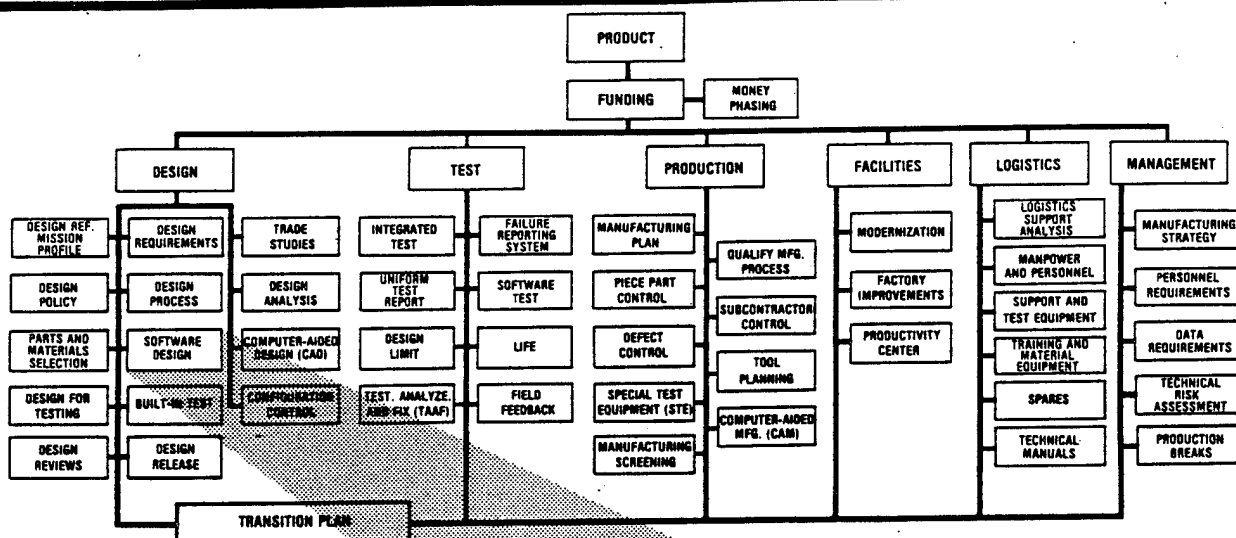 PRODUCT
FUNDING
MONEY
PHASING
DESIGN
TEST
PRODUCTION
FACILITIES
LOGISTICS
MANAGEMENT
DESIGN REF.
MISSION
PROFILE
DESIGN
REQUIREMENTS
TRADE
STUDIES
DESIGN
POLICY
DESIGN
PROCESS
DESIGN
ANALYSIS
PARTS AND
MATERIALS
SELECTION
SOFTWARE
DESIGN
COMPUTER-AIDED
DESIGN (CAD)
DESIGN FOR
TESTING
BUILT-IN TEST
CONFIGURATION
CONTROL
DESIGN
REVIEWS
DESIGN
RELEASE
INTEGRATED
TEST
FAILURE
REPORTING
SYSTEM
UNIFORM
TEST
REPORT
SOFTWARE
TEST
DESIGN
LIMIT
LIFE
TEST, ANALYZE,
AND FIX (TAAF)
FIELD
FEEDBACK
MANUFACTURING
PLAN
QUALIFY MFG.
PROCESS
PIECE PART
CONTROL
SUBCONTRACTOR
CONTROL
DEFECT
CONTROL
TOOL
PLANNING
SPECIAL TEST
EQUIPMENT (STE)
COMPUTER-AIDED
MFG. (CAM)
MANUFACTURING
SCREENING
MODERNIZATION
FACTORY
IMPROVEMENTS
PRODUCTIVITY
CENTER
LOGISTICS
SUPPORT
ANALYSIS
MANPOWER
AND PERSONNEL
SUPPORT AND
TEST EQUIPMENT
TRAINING AND
MATERIAL
EQUIPMENT
SPARES
TECHNICAL
MANUALS
MANUFACTURING
STRATEGY
PERSONNEL
REQUIREMENTS
DATA
REQUIREMENTS
TECHNICAL
RISK
ASSESSMENT
PRODUCTION
BREAKS
TRANSITION PLAN